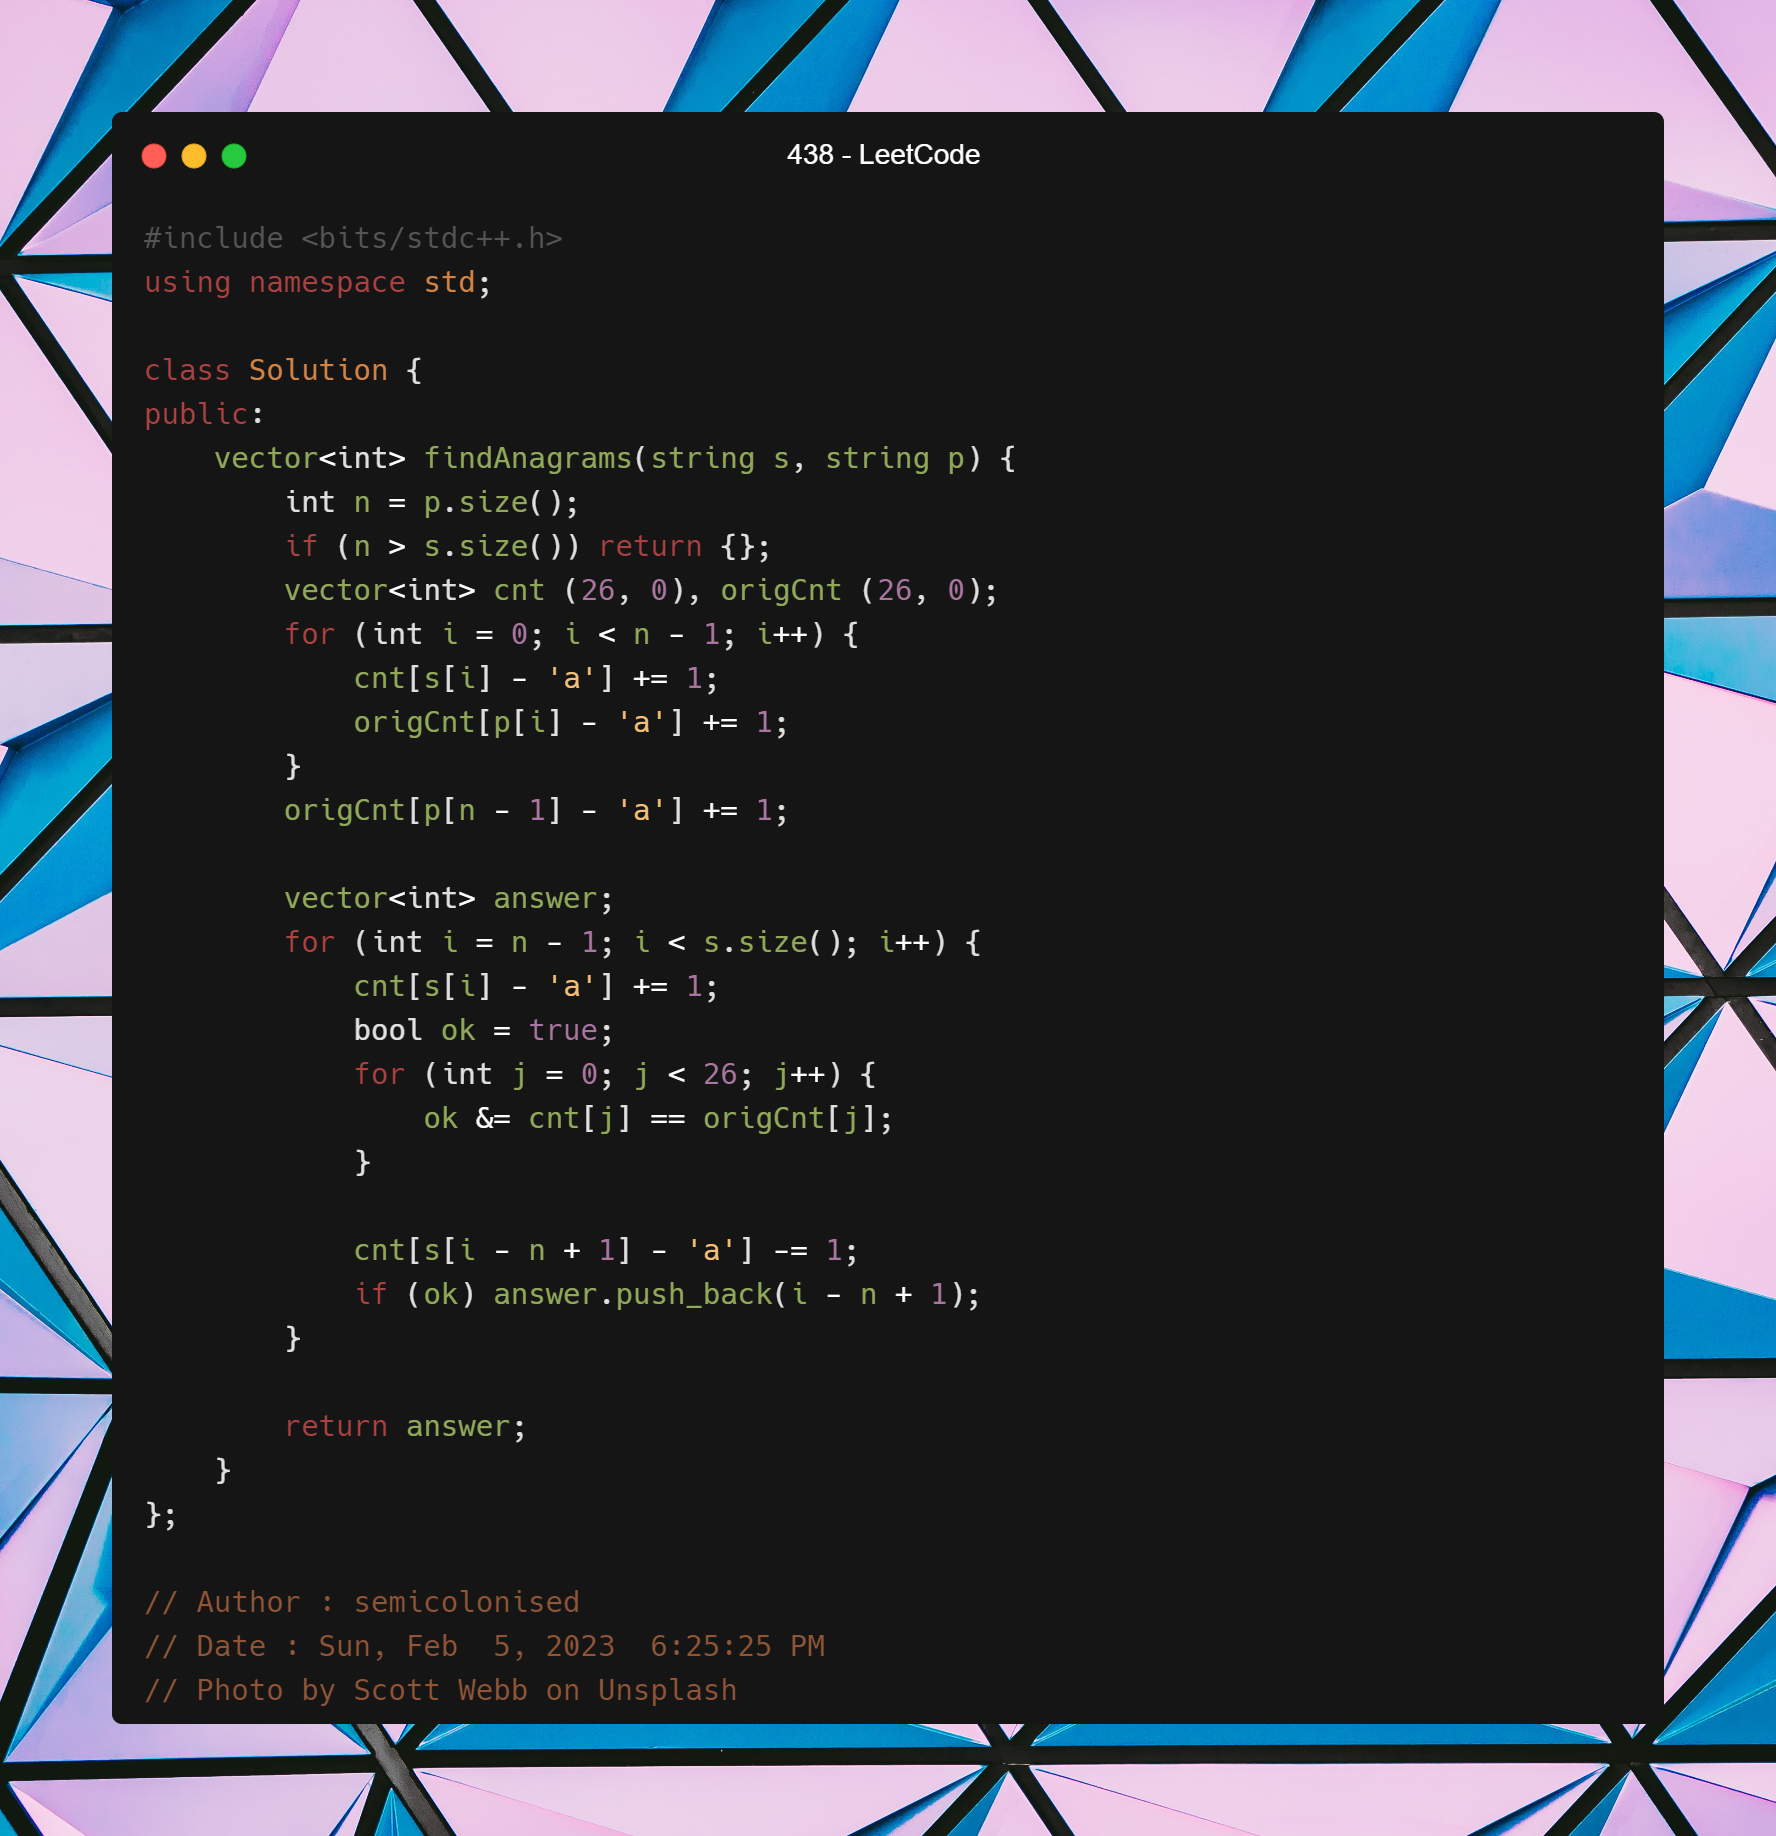 438 - LeetCode
#include <bits/stdc++.h>
using namespace std;

class Solution {
public:
    vector<int> findAnagrams(string s, string p) {
        int n = p.size();
        if (n > s.size()) return {};
        vector<int> cnt (26, 0), origCnt (26, 0);
        for (int i = 0; i < n - 1; i++) {
            cnt[s[i] - 'a'] += 1;
            origCnt[p[i] - 'a'] += 1;
        }
        origCnt[p[n - 1] - 'a'] += 1;

        vector<int> answer;
        for (int i = n - 1; i < s.size(); i++) {
            cnt[s[i] - 'a'] += 1;
            bool ok = true;
            for (int j = 0; j < 26; j++) {
                ok &= cnt[j] == origCnt[j];
            }

            cnt[s[i - n + 1] - 'a'] -= 1;
            if (ok) answer.push_back(i - n + 1);
        }

        return answer;
    }
};

// Author : semicolonised
// Date : Sun, Feb  5, 2023  6:25:25 PM
// Photo by Scott Webb on Unsplash